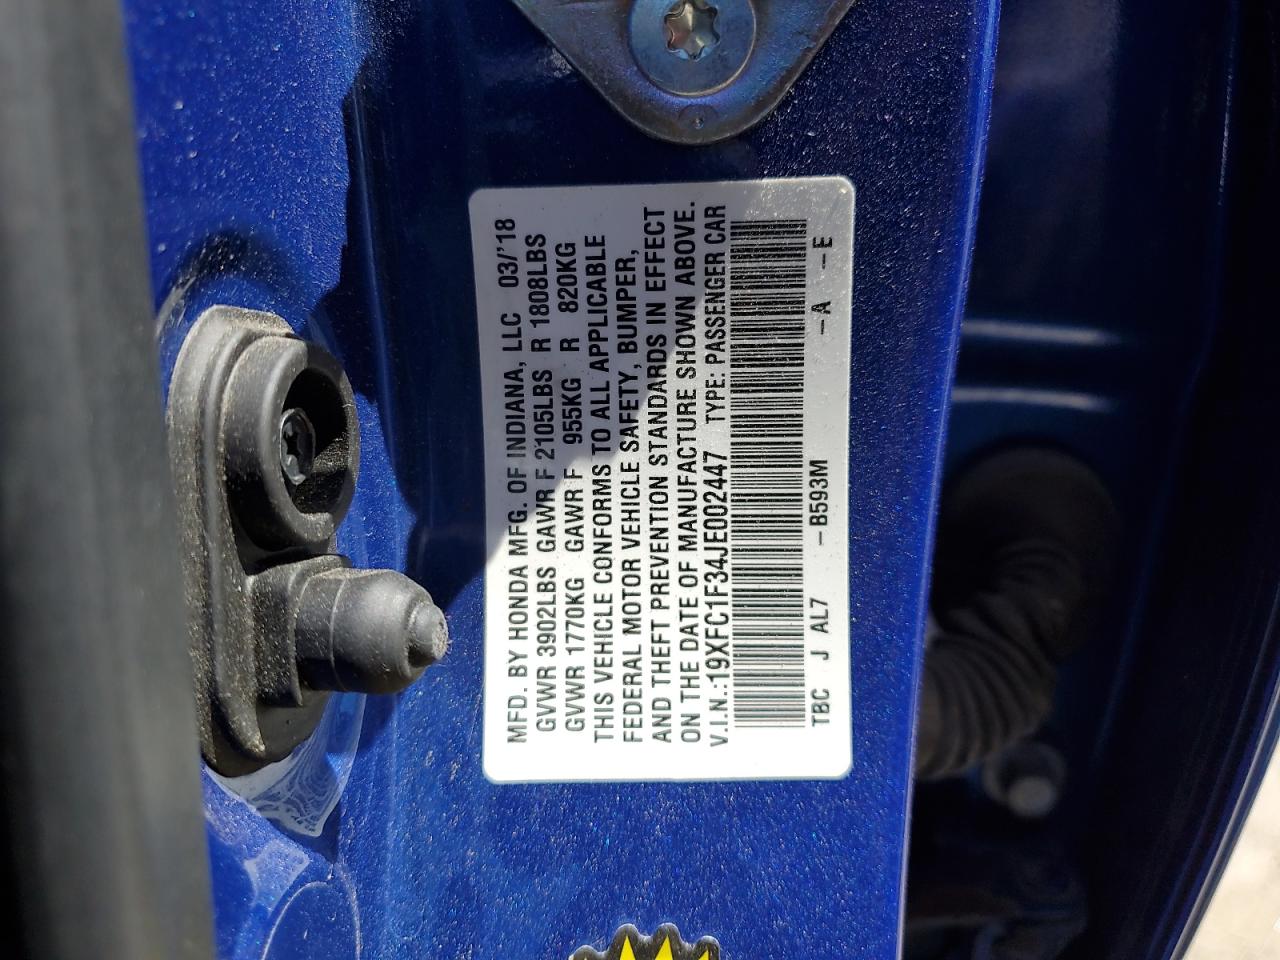 MFD. BY HONDA MFG. OF INDIANA, LLC 03/'18
GVWR 3902LBS GAWR F 2105LBS R 1808LBS
GVWR 1770KG GAWR F 955KG R 820KG
THIS VEHICLE CONFORMS TO ALL APPLICABLE
FEDERAL MOTOR VEHICLE SAFETY, BUMPER,
AND THEFT PREVENTION STANDARDS IN EFFECT
ON THE DATE OF MANUFACTURE SHOWN ABOVE.
V.I.N.:19XFC1F34JE002447 TYPE: PASSENGER CAR
TBC J AL7 -B593M -A -E